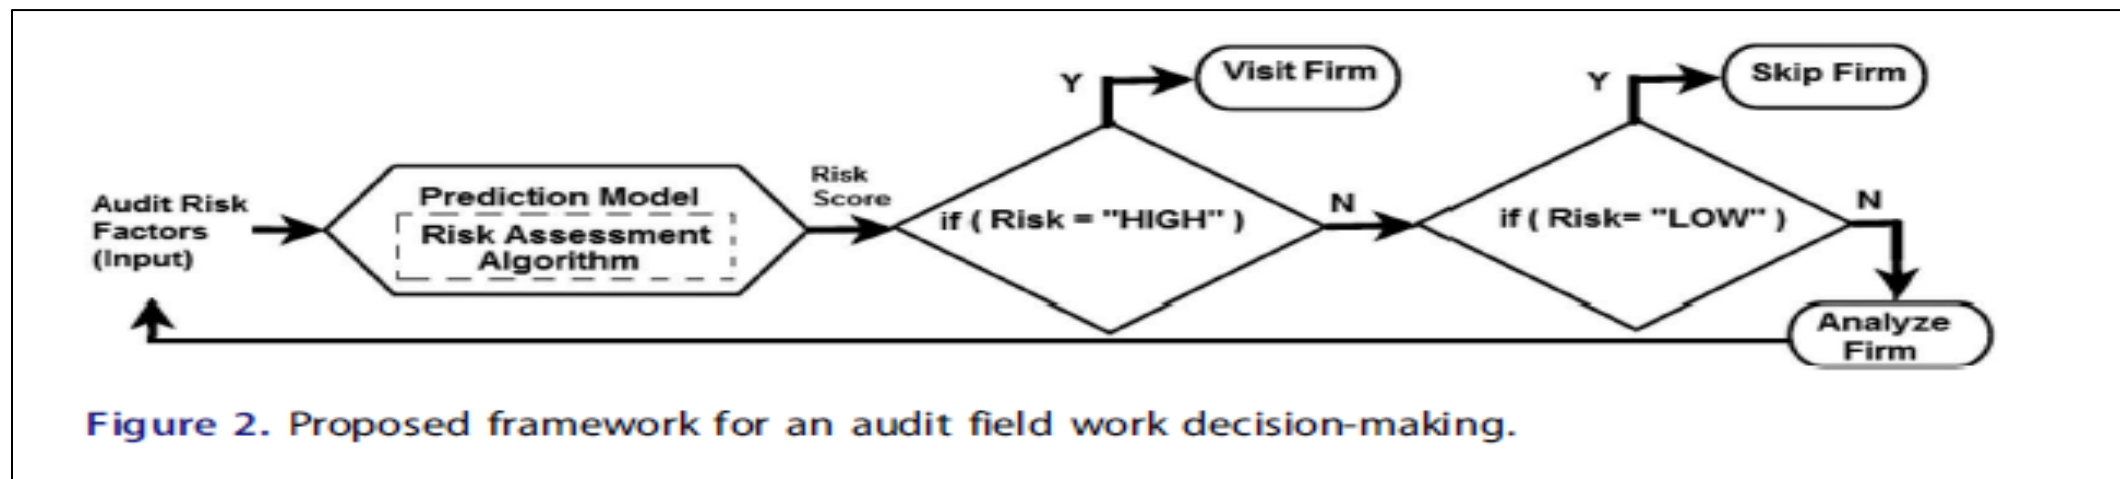 Audit Risk
Factors
(Input)
Prediction Model
Risk Assessment
Algorithm
Risk
Score
if ( Risk = "HIGH" )
Y
Visit Firm
N
if ( Risk= "LOW" )
Y
Skip Firm
N
Analyze
Firm
Figure 2. Proposed framework for an audit field work decision-making.